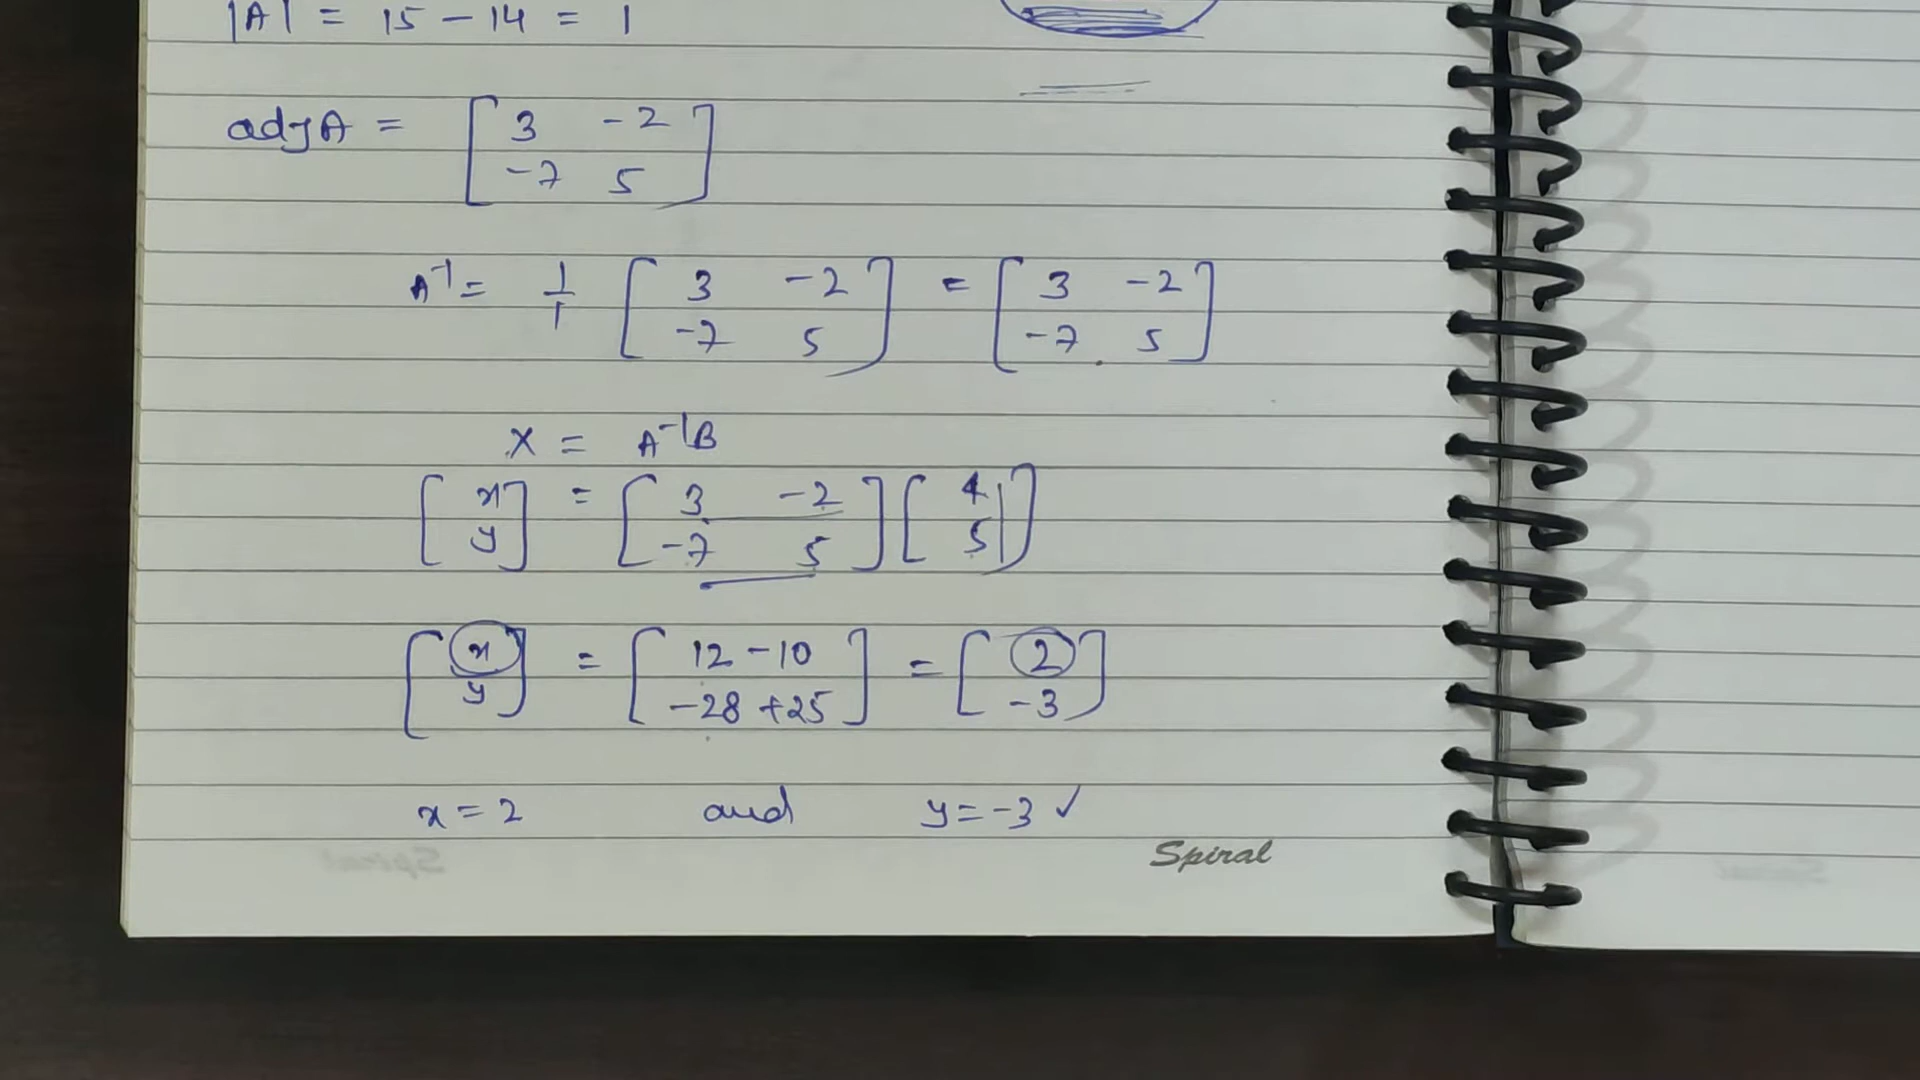 |A| = 15 - 14 = 1
adjA = [ 3 -2
-7 5 ]
A⁻¹ = 1/1 [ 3 -2 ] = [ 3 -2 ]
[ -7 5 ] [ -7 5 ]
X = A⁻¹B
[ x ] = [ 3 -2 ] [ 4 ]
[ y ] [ -7 5 ] [ 5 ]
[ x ] = [ 12 - 10 ] = [ 2 ]
[ y ] [ -28 + 25 ] [ -3 ]
x = 2 and y = -3 ✓
Spiral